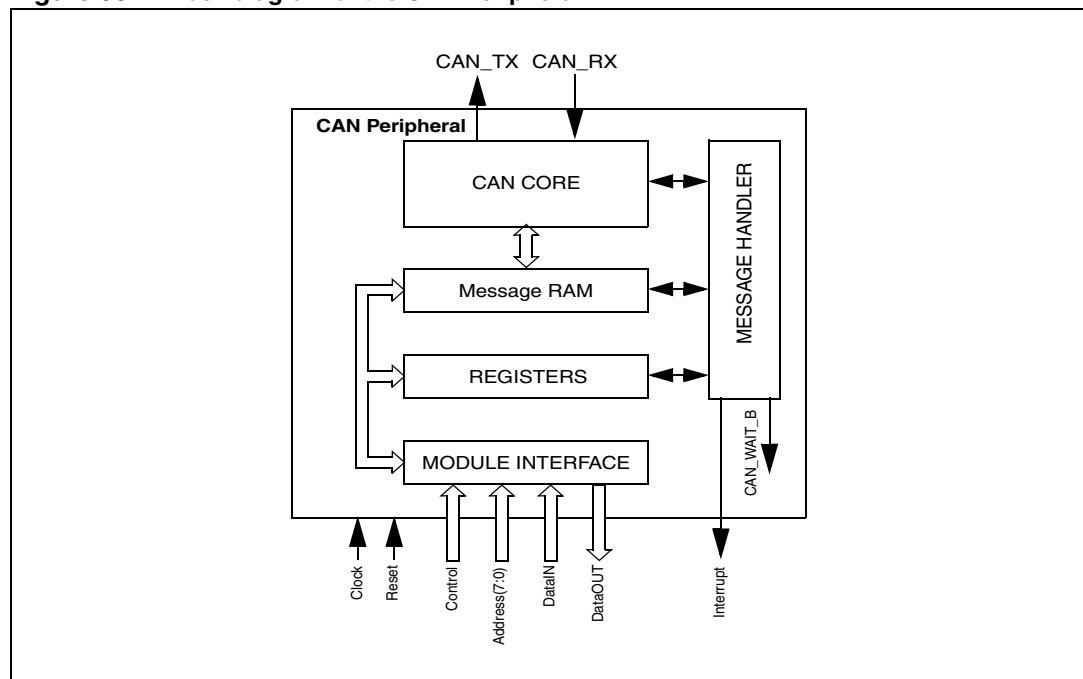 CAN_TX CAN_RX
CAN Peripheral
CAN CORE
MESSAGE HANDLER
Message RAM
REGISTERS
MODULE INTERFACE
CAN_WAIT_B
Clock
Reset
Control
Address(7:0)
DataIN
DataOUT
Interrupt